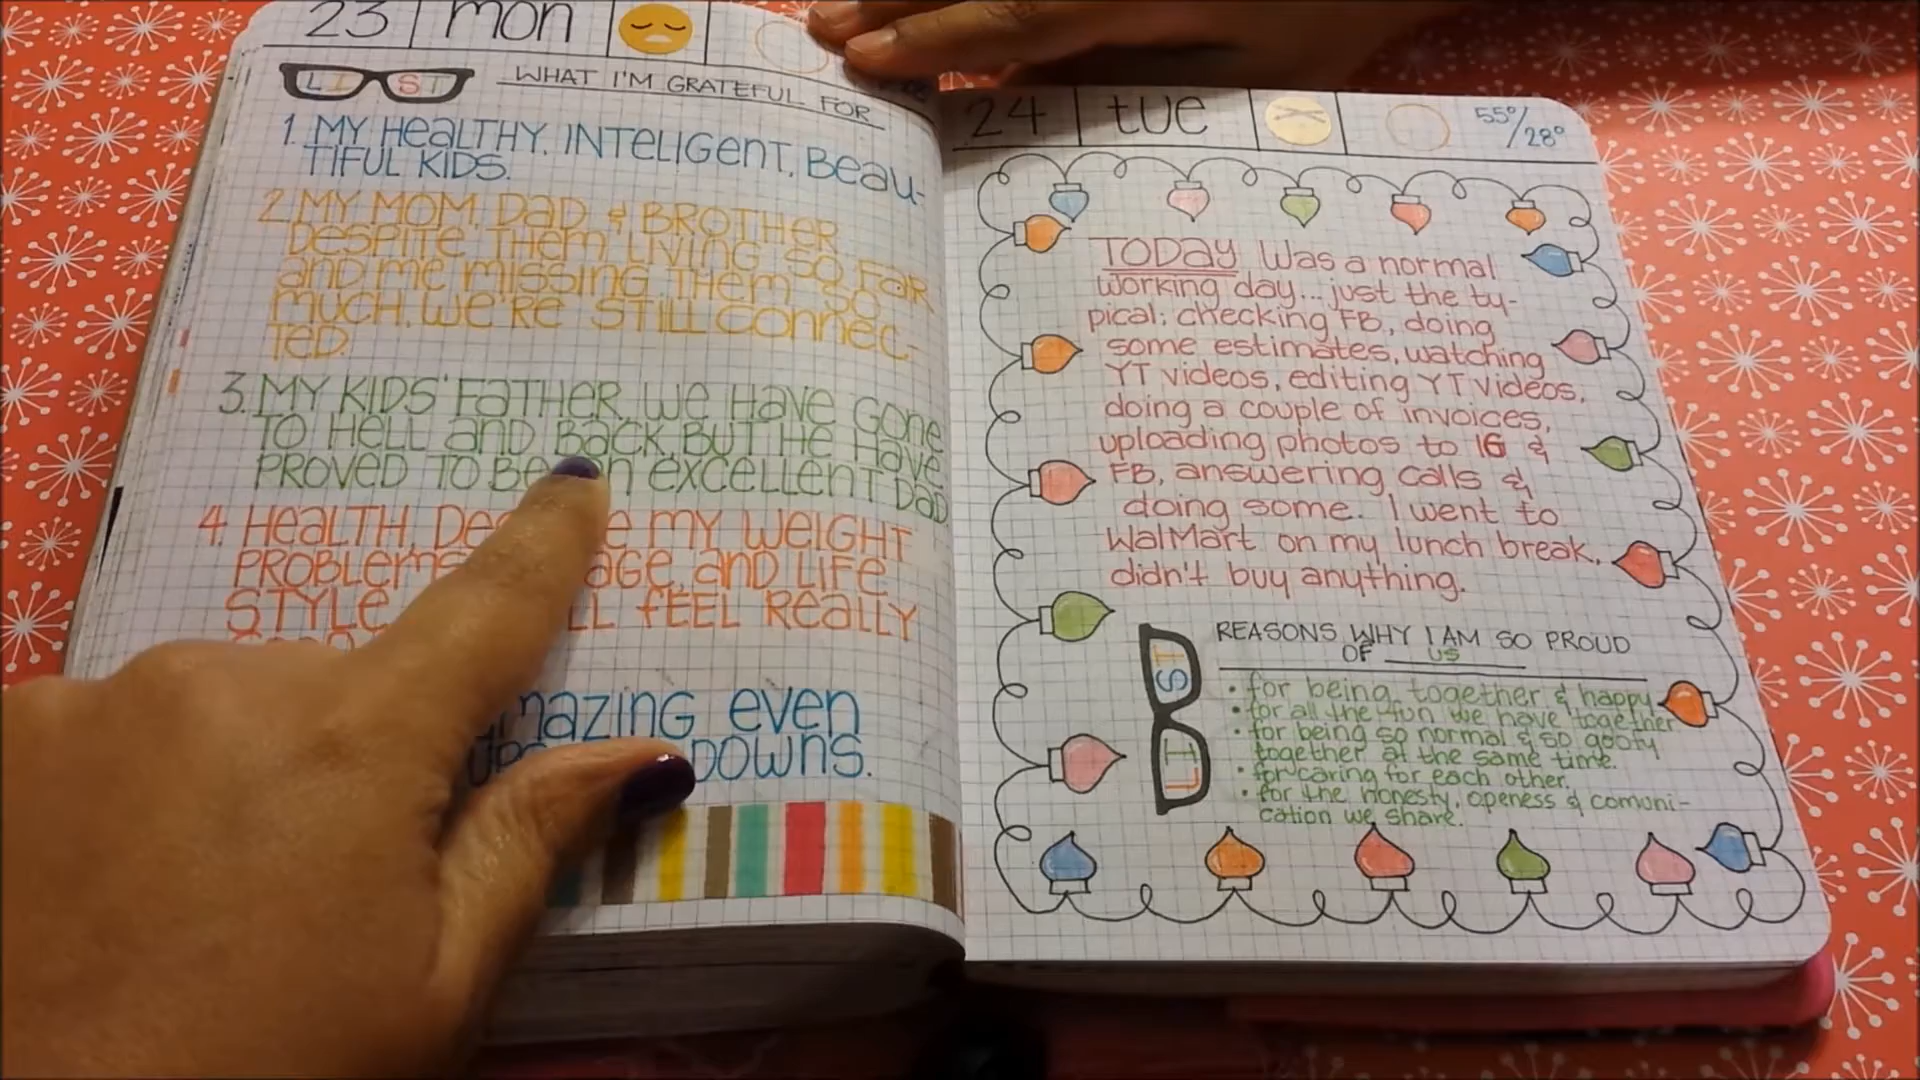 23 mon
LIST WHAT I'M GRATEFUL FOR
1. MY HEALTHY, INTELIGENT, BEAU-
TIFUL KIDS.
2. MY MOM, DAD & BROTHER
DESPITE THEM LIVING SO FAR
AND ME MISSING THEM SO
MUCH, WE'RE STILL CONNEC-
TED.
3. MY KIDS' FATHER, WE HAVE GONE
TO HELL AND BACK, BUT HE HAVE
PROVED TO BE EXCELLENT DAD
4. HEALTH, MY WEIGHT
AGE, AND LIFE
STYLE FEEL REALLY
AMAZING EVEN
DOWNS.
24 tue 55°/28°
TODAY Was a normal
working day... just the ty-
pical; checking FB, doing
some estimates, watching
YT videos, editing YT videos,
doing a couple of invoices,
uploading photos to IG &
FB, answering calls &
doing some. I went to
WalMart on my lunch break,
didn't buy anything.
LIST
REASONS WHY I AM SO PROUD
OF US
• for being together & happy
• for all the fun we have together
• for being so normal & so goofy
together at the same time.
• for caring for each other.
• for the honesty, openess & comuni-
cation we share.